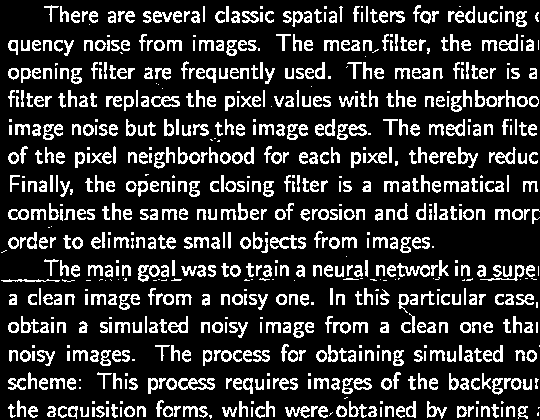 There are several classic spatial filters for reducing
quency noise from images. The mean filter, the media
opening filter are frequently used. The mean filter is a
filter that replaces the pixel values with the neighborhoo
image noise but blurs the image edges. The median filte
of the pixel neighborhood for each pixel, thereby reduc
Finally, the opening closing filter is a mathematical m
combines the same number of erosion and dilation morp
order to eliminate small objects from images.
The main goal was to train a neural network in a super
a clean image from a noisy one. In this particular case,
obtain a simulated noisy image from a clean one than
noisy images. The process for obtaining simulated no
scheme: This process requires images of the backgroun
the acquisition forms, which were obtained by printing